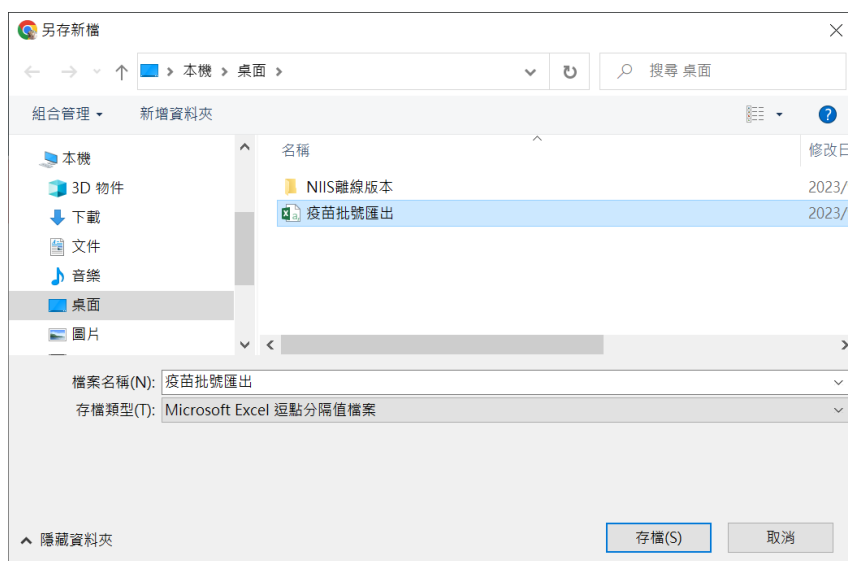 另存新檔
本機 桌面
搜尋 桌面
組合管理 新增資料夾
名稱 修改日
本機
3D 物件
下載
文件
音樂
桌面
圖片
NIIS離線版本 2023/
疫苗批號匯出 2023/
檔案名稱(N): 疫苗批號匯出
存檔類型(T): Microsoft Excel 逗點分隔值檔案
隱藏資料夾
存檔(S) 取消